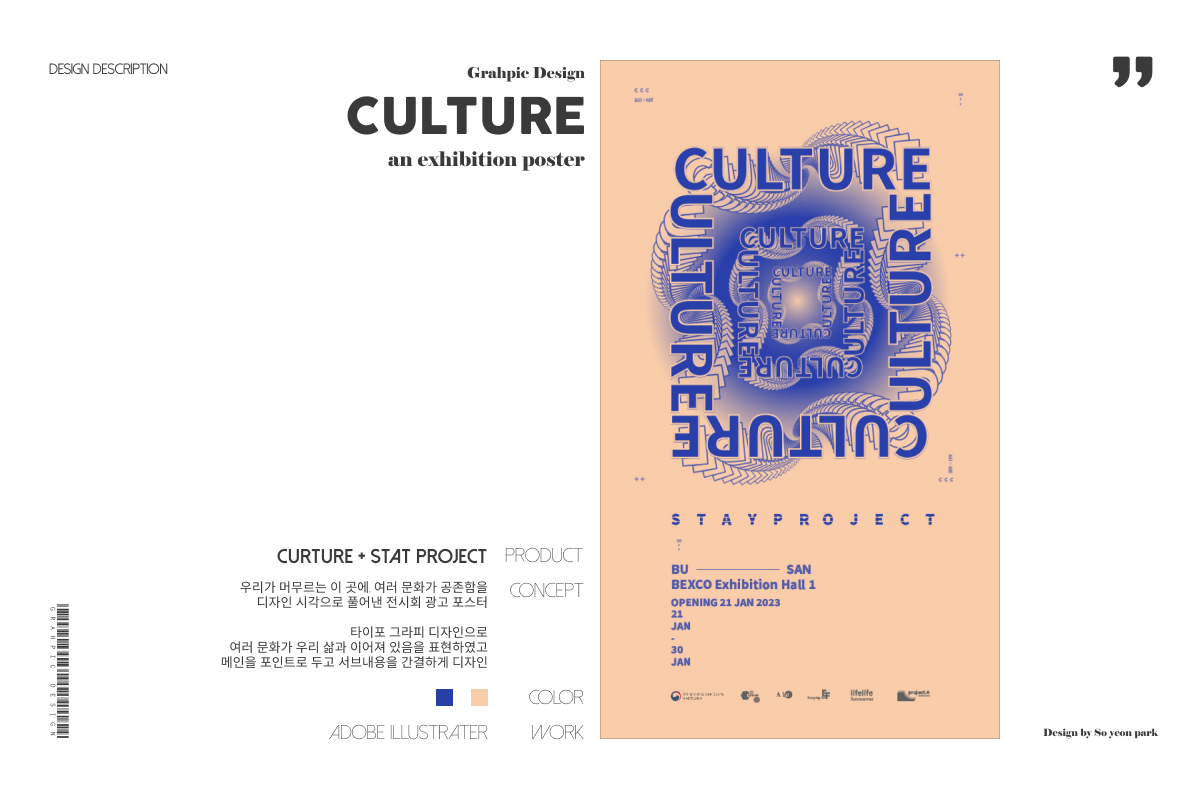 DESIGN DESCRIPTION
Grahpic Design
CULTURE
an exhibition poster
CURTURE + STAT PROJECT PRODUCT
우리가 머무르는 이 곳에 여러 문화가 공존함을 CONCEPT
디자인 시각으로 풀어낸 전시회 광고 포스터
타이포 그라피 디자인으로
여러 문화가 우리 삶과 이어져 있음을 표현하였고
메인을 포인트로 두고 서브내용을 간결하게 디자인
COLOR
ADOBE ILLUSTRATER WORK
GRAHPIC DESIGN
C C C
CULTURE
CULTURE
CULTURE
CULTURE
CULTURE
CULTURE
CULTURE
CULTURE
CULTURE
CULTURE
CULTURE
CULTURE
++
++
C C C
STAYPROJECT
BU SAN
BEXCO Exhibition Hall 1
OPENING 21 JAN 2023
21
JAN
-
30
JAN
lifelife
project.A
Design by So yeon park